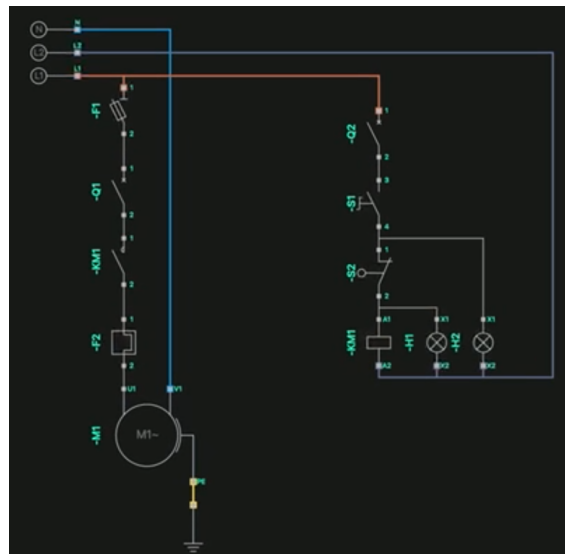 N N
L2 L2
L1 L1
1 1
-F1 -Q2
2 2
1 3
-Q1 -S1
2 4
1 1
-KM1 -S2
2 2
1 A1 X1 X1
-F2 -KM1 -H1 -H2
2 A2 X2 X2
U1 V1
-M1 M1~
PE